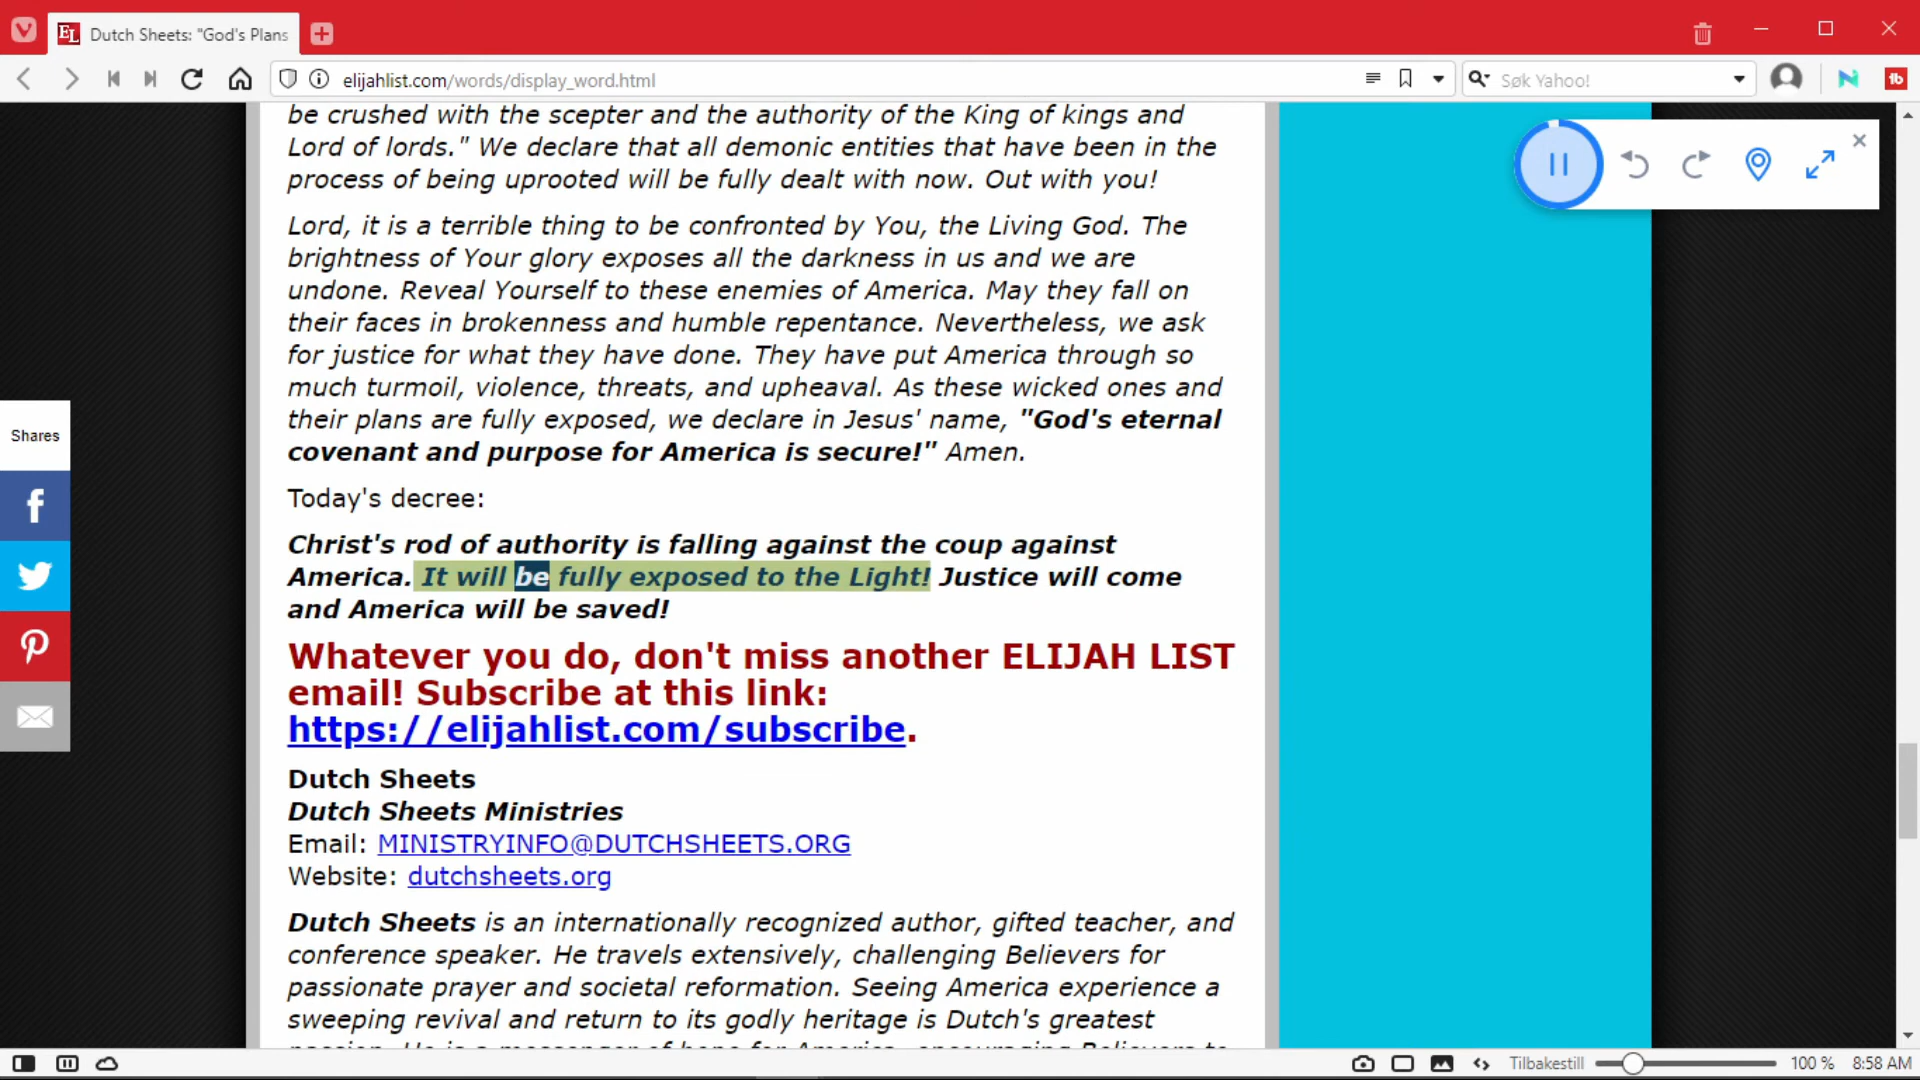 Dutch Sheets: "God's Plans
elijahlist.com/words/display_word.html
Søk Yahoo!
be crushed with the scepter and the authority of the King of kings and
Lord of lords." We declare that all demonic entities that have been in the
process of being uprooted will be fully dealt with now. Out with you!
Lord, it is a terrible thing to be confronted by You, the Living God. The
brightness of Your glory exposes all the darkness in us and we are
undone. Reveal Yourself to these enemies of America. May they fall on
their faces in brokenness and humble repentance. Nevertheless, we ask
for justice for what they have done. They have put America through so
much turmoil, violence, threats, and upheaval. As these wicked ones and
their plans are fully exposed, we declare in Jesus' name, "God's eternal
covenant and purpose for America is secure!" Amen.
Shares
Today's decree:
Christ's rod of authority is falling against the coup against
America. It will be fully exposed to the Light! Justice will come
and America will be saved!
Whatever you do, don't miss another ELIJAH LIST
email! Subscribe at this link:
https://elijahlist.com/subscribe.
Dutch Sheets
Dutch Sheets Ministries
Email: MINISTRYINFO@DUTCHSHEETS.ORG
Website: dutchsheets.org
Dutch Sheets is an internationally recognized author, gifted teacher, and
conference speaker. He travels extensively, challenging Believers for
passionate prayer and societal reformation. Seeing America experience a
sweeping revival and return to its godly heritage is Dutch's greatest
passion. He is a messenger of hope for America, encouraging Believers to
Tilbakestill 100 % 8:58 AM